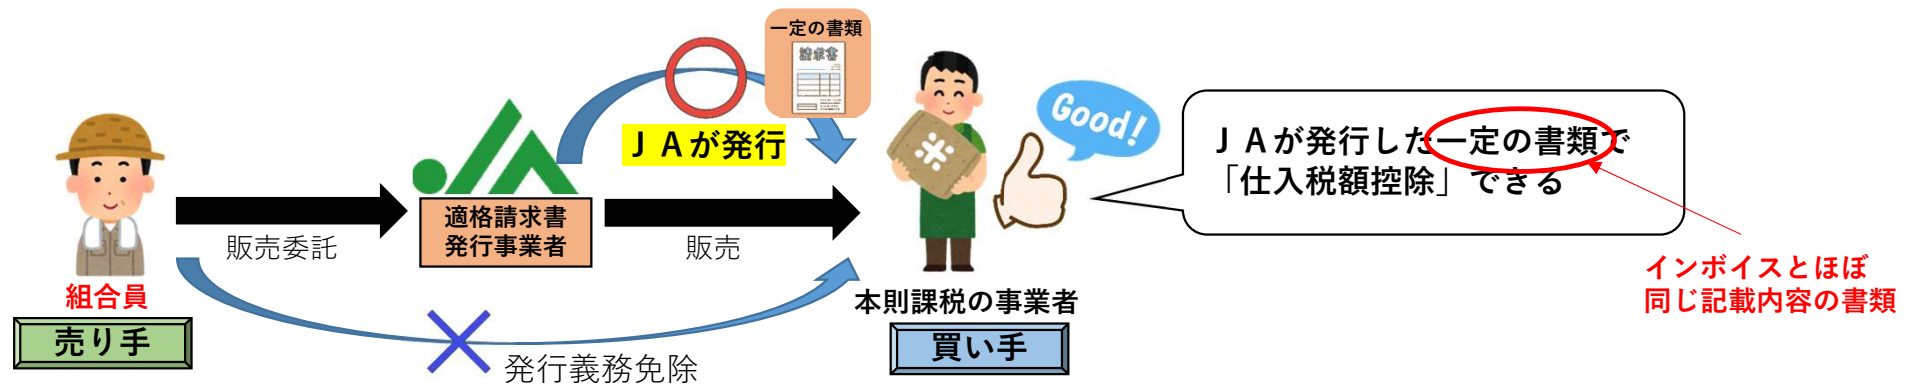 一定の書類
請求書
ＪＡが発行
Good!
ＪＡが発行した一定の書類で
「仕入税額控除」できる
適格請求書
発行事業者
販売委託
販売
組合員
売り手
本則課税の事業者
買い手
発行義務免除
インボイスとほぼ
同じ記載内容の書類